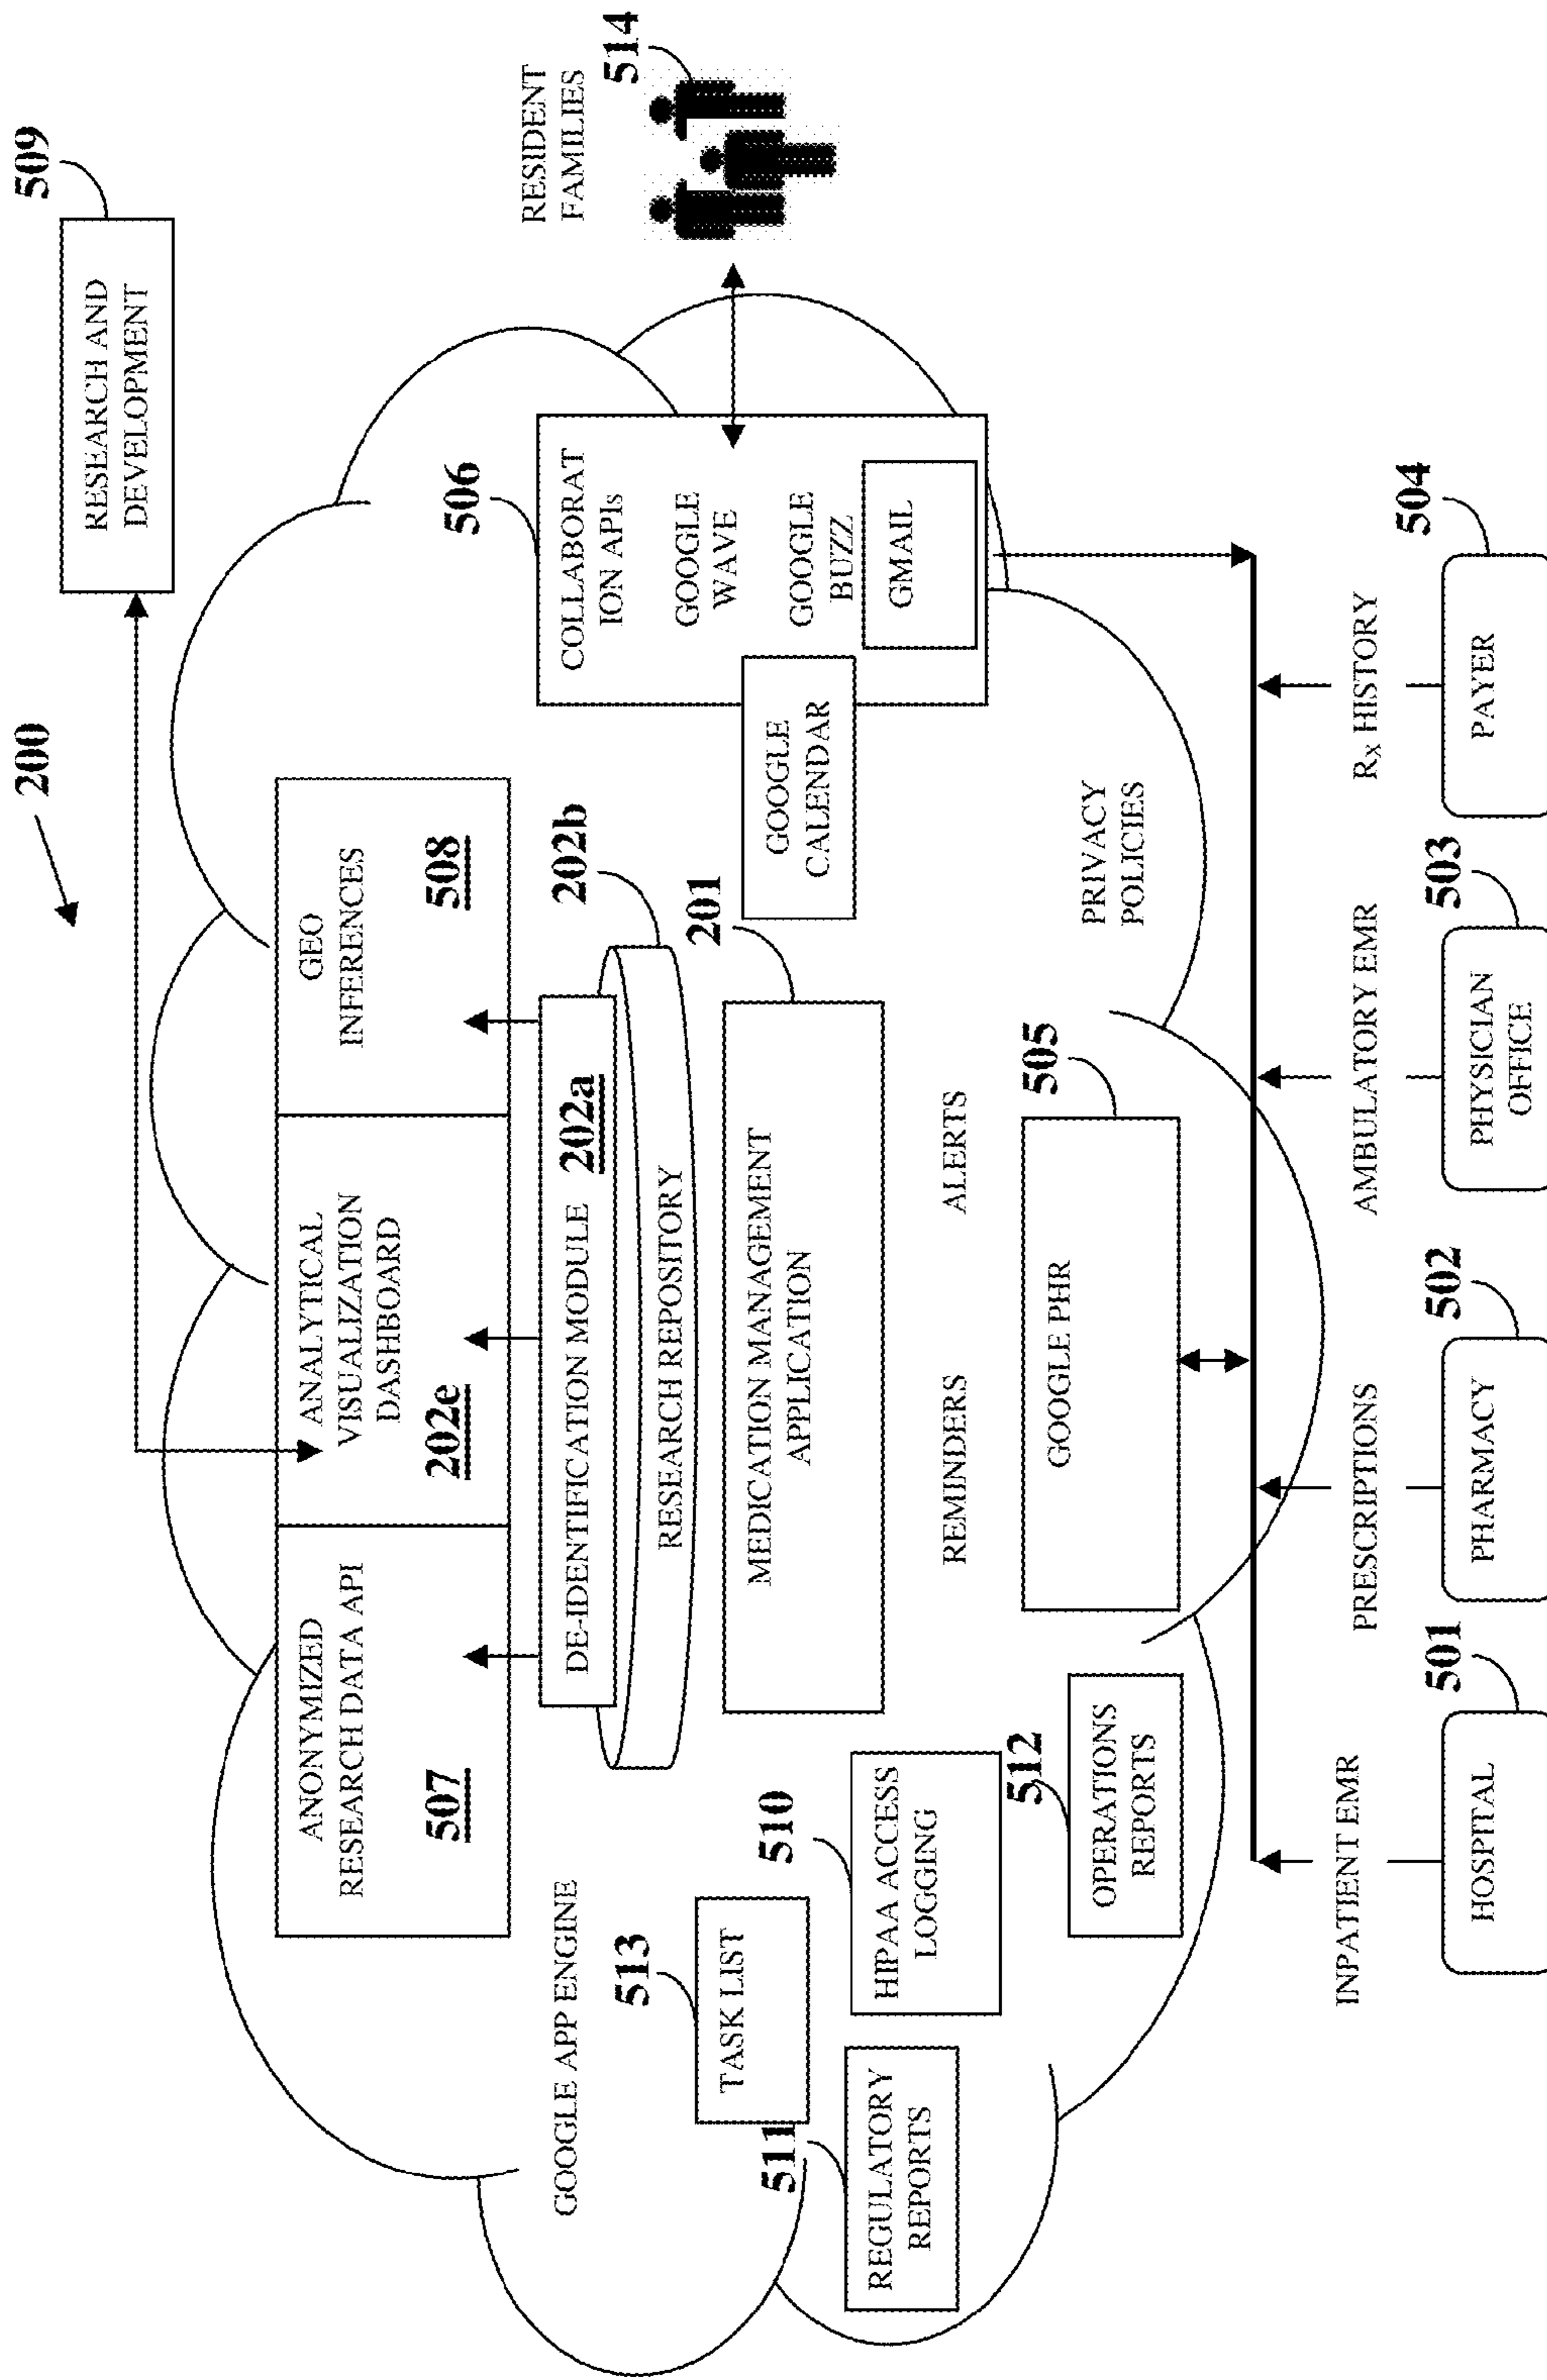 200
509
RESEARCH AND
DEVELOPMENT
ANONYMIZED
RESEARCH DATA API
507
ANALYTICAL
VISUALIZATION
DASHBOARD
202e
GEO
INFERENCES
508
506
COLLABORAT
ION APIs
GOOGLE
WAVE
GOOGLE
BUZZ
GMAIL
RESIDENT
FAMILIES
514
GOOGLE APP ENGINE
DE-IDENTIFICATION MODULE 202a
202b
RESEARCH REPOSITORY
513
TASK LIST
201
MEDICATION MANAGEMENT
APPLICATION
GOOGLE
CALENDAR
511
REGULATORY
REPORTS
510
HIPAA ACCESS
LOGGING
REMINDERS
ALERTS
512
OPERATIONS
REPORTS
505
GOOGLE PHR
PRIVACY
POLICIES
INPATIENT EMR
PRESCRIPTIONS
AMBULATORY EMR
Rx HISTORY
501
HOSPITAL
502
PHARMACY
503
PHYSICIAN
OFFICE
504
PAYER